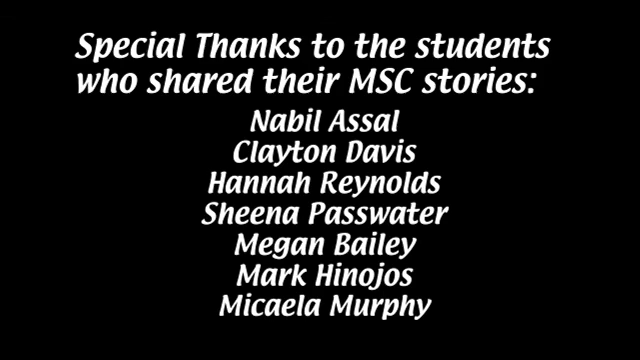 Special Thanks to the students
who shared their MSC stories:
Nabil Assal
Clayton Davis
Hannah Reynolds
Sheena Passwater
Megan Bailey
Mark Hinojos
Micaela Murphy